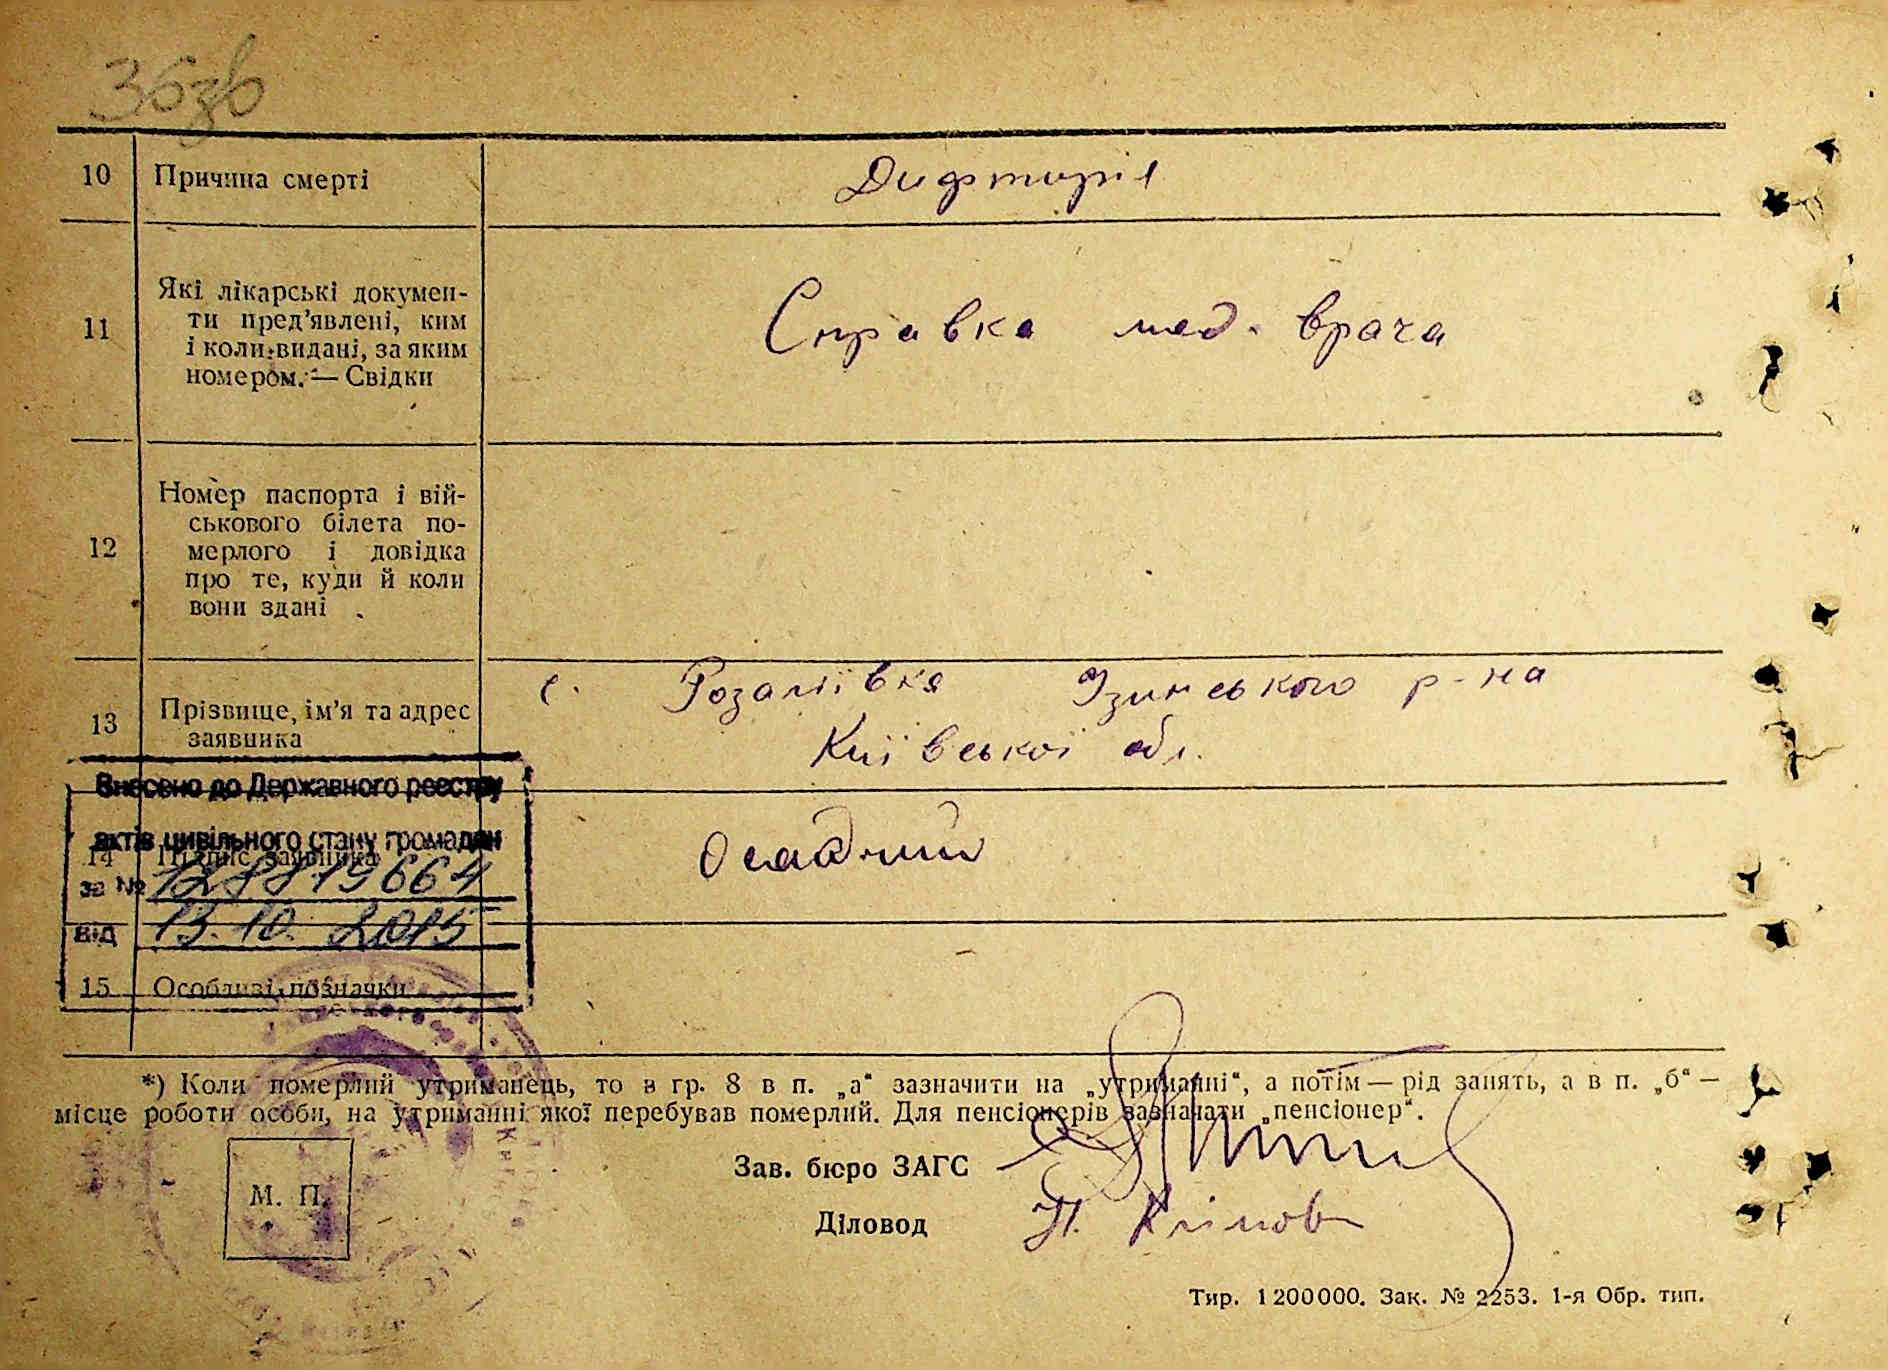 10 Причина смерті Дифтирія
11 Які лікарські докумен-
ти пред'явлені, ким
і коли видані, за яким
номером. — Свідки
Справка мед. врача
12 Номер паспорта і вій-
ськового білета по-
мерлого і довідка
про те, куди й коли
вони здані
13 Прізвище, ім'я та адрес
заявника
с. Розаліївка Узинського р-на
Київської обл.
Внесено до Державного реєстру
актів цивільного стану громадян
14 Підпис заявника
за № 128819664
від 13.10.2015
15 Особливі позначки
*) Коли померлий утриманець, то в гр. 8 в п. „а“ зазначити на „утриманні“, а потім — рід занять, а в п. „б“ —
місце роботи особи, на утриманні якої перебував померлий. Для пенсіонерів зазначати „пенсіонер“.
М. П.
Зав. бюро ЗАГС
Діловод
Тир. 1200000. Зак. № 2253. 1-я Обр. тип.